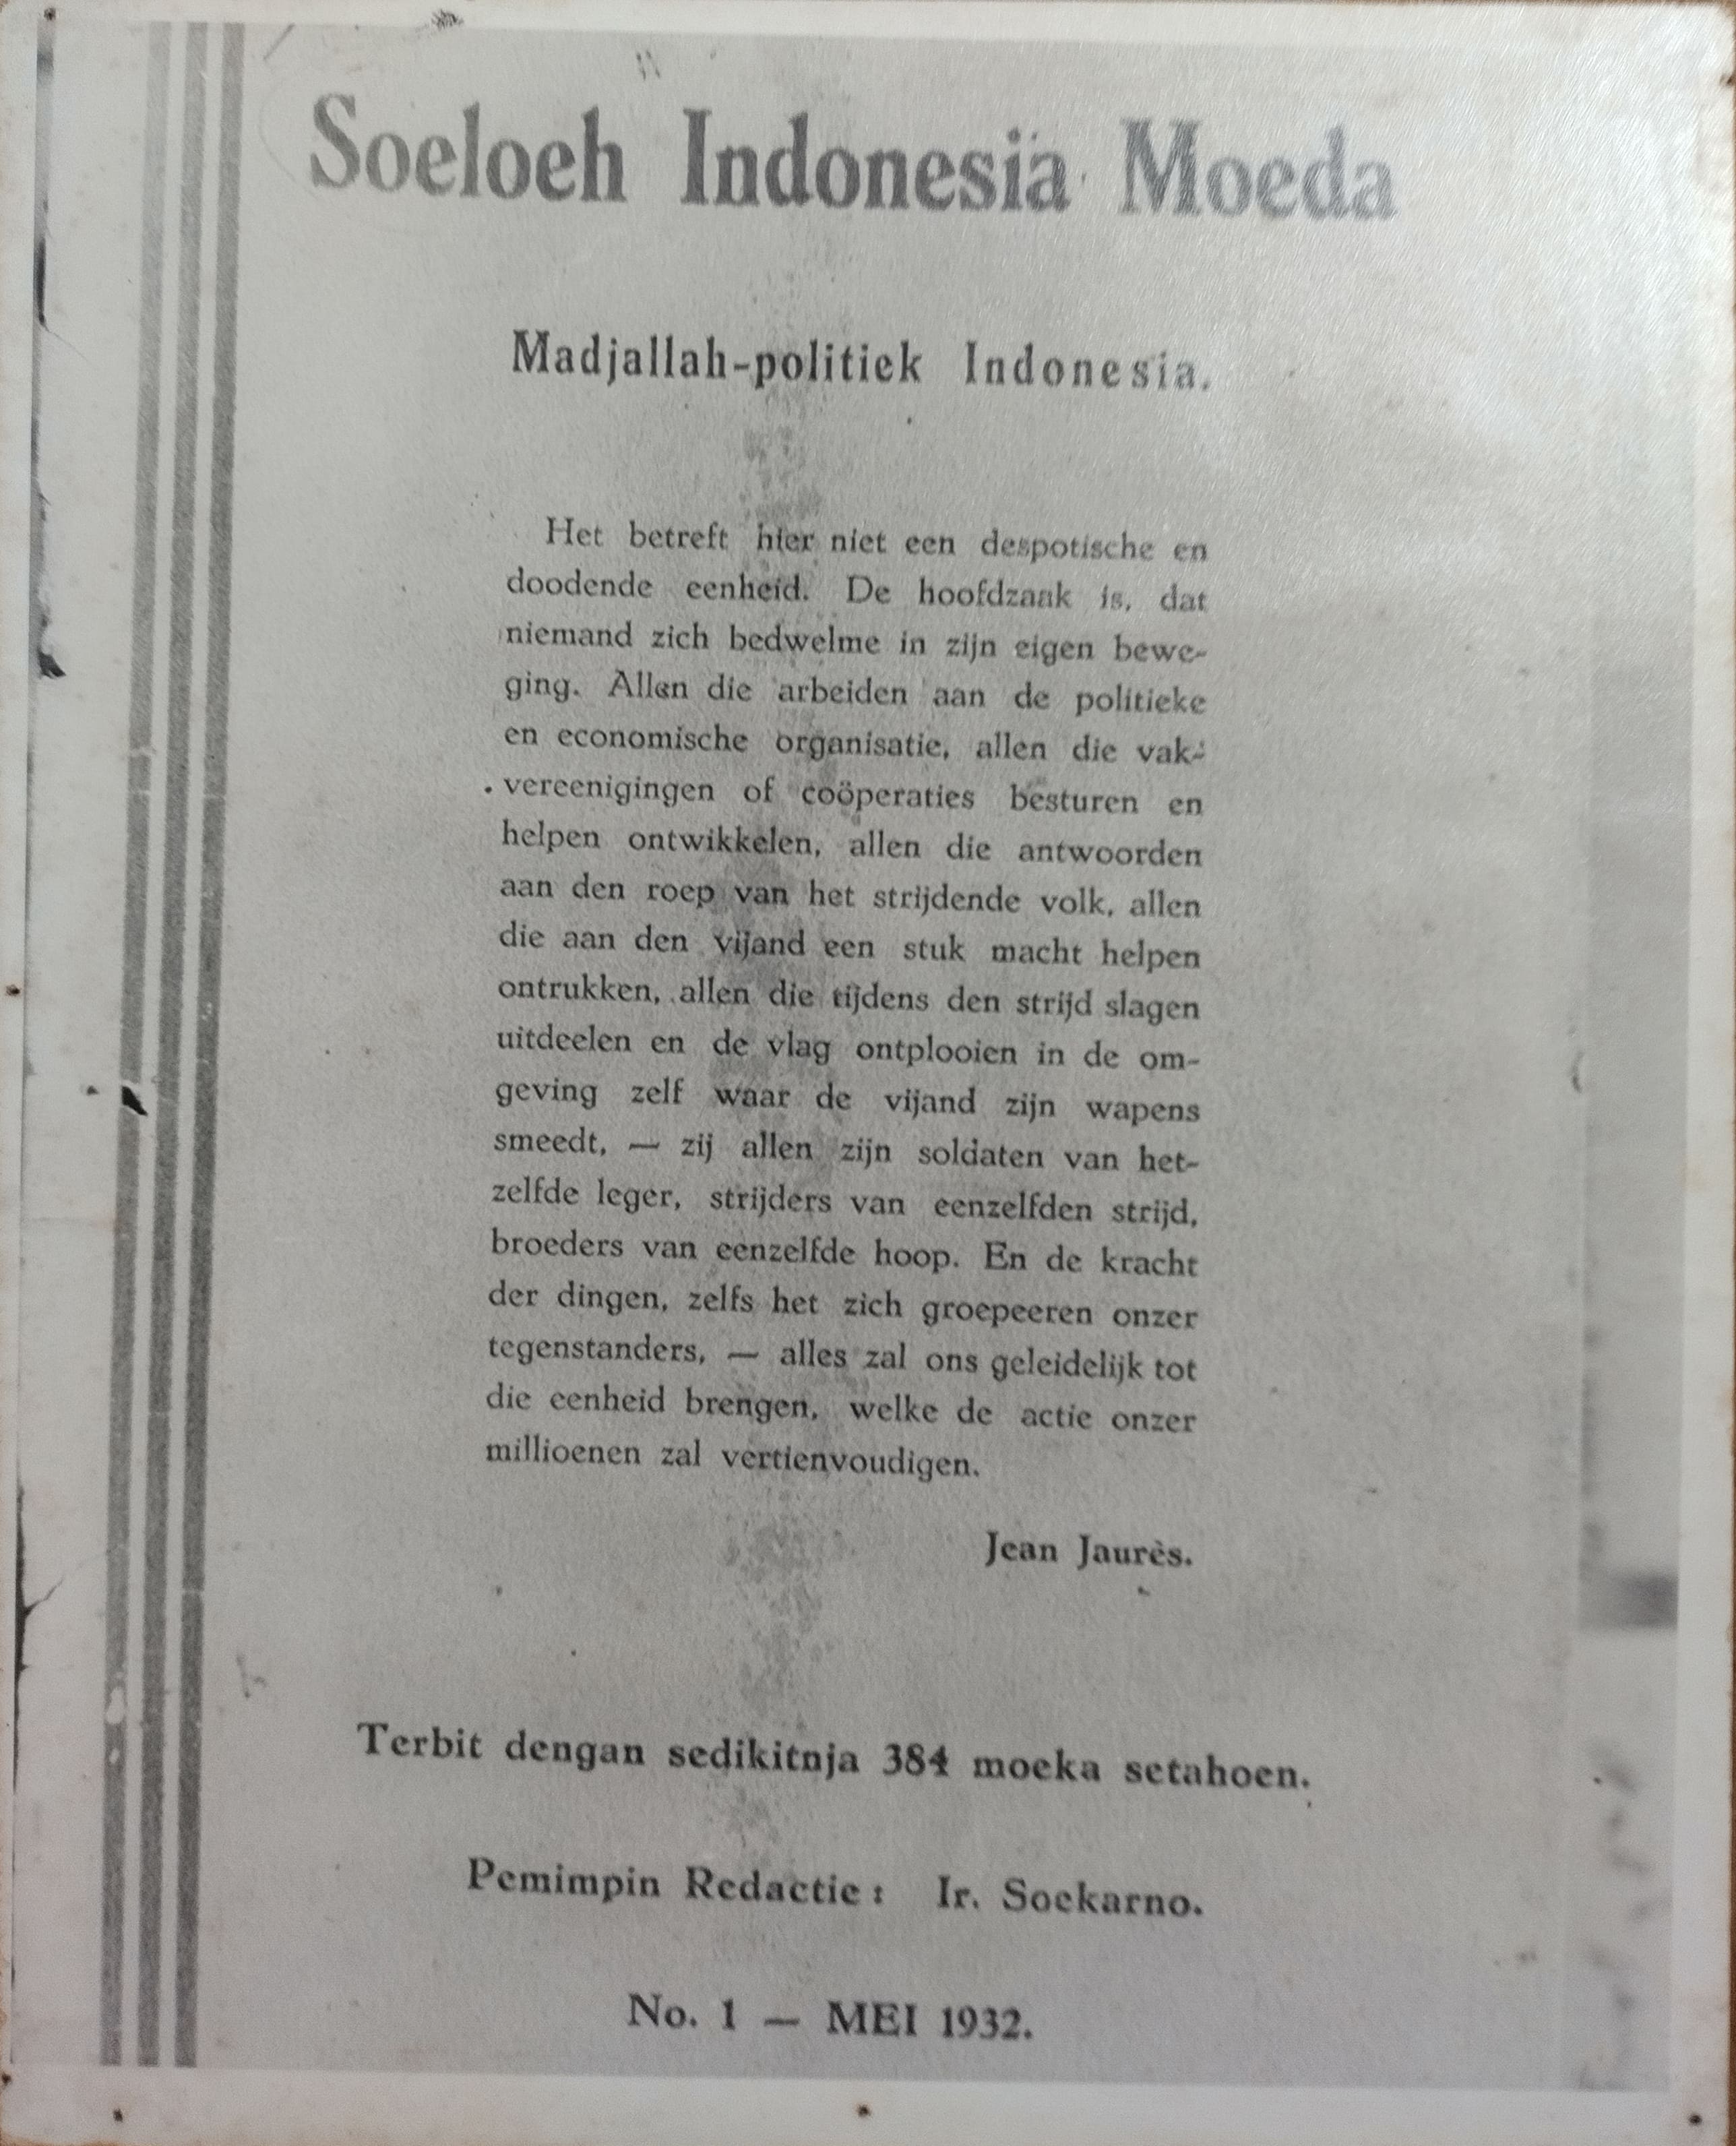 Soeloeh Indonesia Moeda
Madjallah-politiek Indonesia.
Het betreft hier niet een despotische en
doodende eenheid. De hoofdzaak is, dat
niemand zich bedwelme in zijn eigen bewe-
ging. Allen die arbeiden aan de politieke
en economische organisatie, allen die vak-
vereenigingen of coöperaties besturen en
helpen ontwikkelen, allen die antwoorden
aan den roep van het strijdende volk, allen
die aan den vijand een stuk macht helpen
ontrukken, allen die tijdens den strijd slagen
uitdeelen en de vlag ontplooien in de om-
geving zelf waar de vijand zijn wapens
smeedt, — zij allen zijn soldaten van het-
zelfde leger, strijders van eenzelfden strijd,
broeders van eenzelfde hoop. En de kracht
der dingen, zelfs het zich groepeeren onzer
tegenstanders, — alles zal ons geleidelijk tot
die eenheid brengen, welke de actie onzer
millioenen zal vertienvoudigen.
Jean Jaurès.
Terbit dengan sedikitnja 384 moeka setahoen.
Pemimpin Redactie: Ir. Soekarno.
No. 1 — MEI 1932.